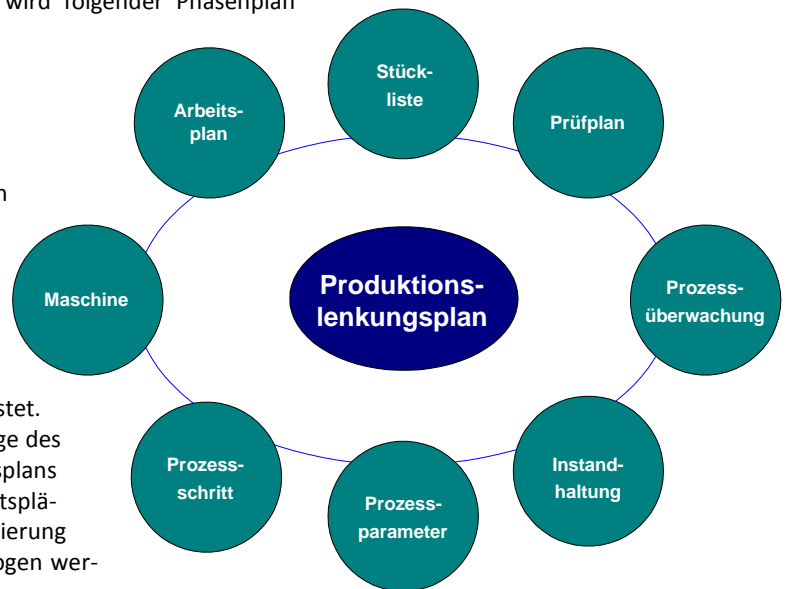 wird folgender Phasenplan
Stück-
liste
Arbeits-
plan
Prüfplan
Maschine
Produktions-
lenkungsplan
Prozess-
überwachung
stet.
ge des
splans
tsplä-
ierung
ogen wer-
Prozess-
schritt
Prozess-
parameter
Instand-
haltung